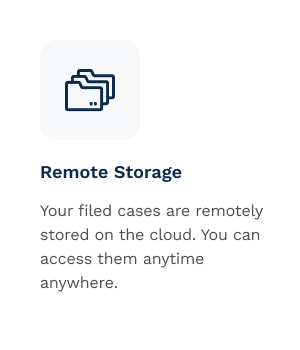 Remote Storage
Your filed cases are remotely
stored on the cloud. You can
access them anytime
anywhere.